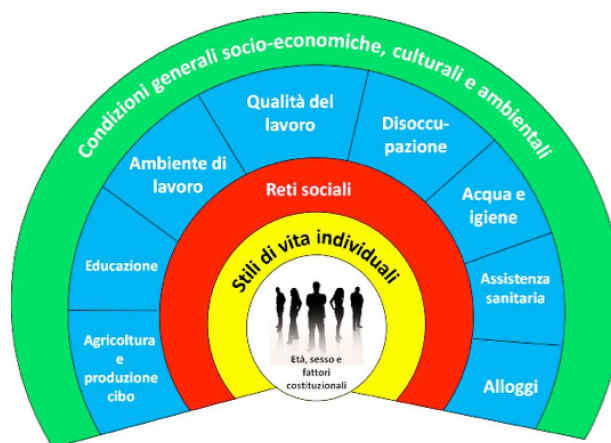 Condizioni generali socio-economiche, culturali e ambientali
Qualità del
lavoro
Disoccu-
pazione
Ambiente di
lavoro
Acqua e
igiene
Reti sociali
Educazione
Assistenza
sanitaria
Stili di vita individuali
Agricoltura
e
produzione
cibo
Alloggi
Età, sesso e
fattori
costituzionali